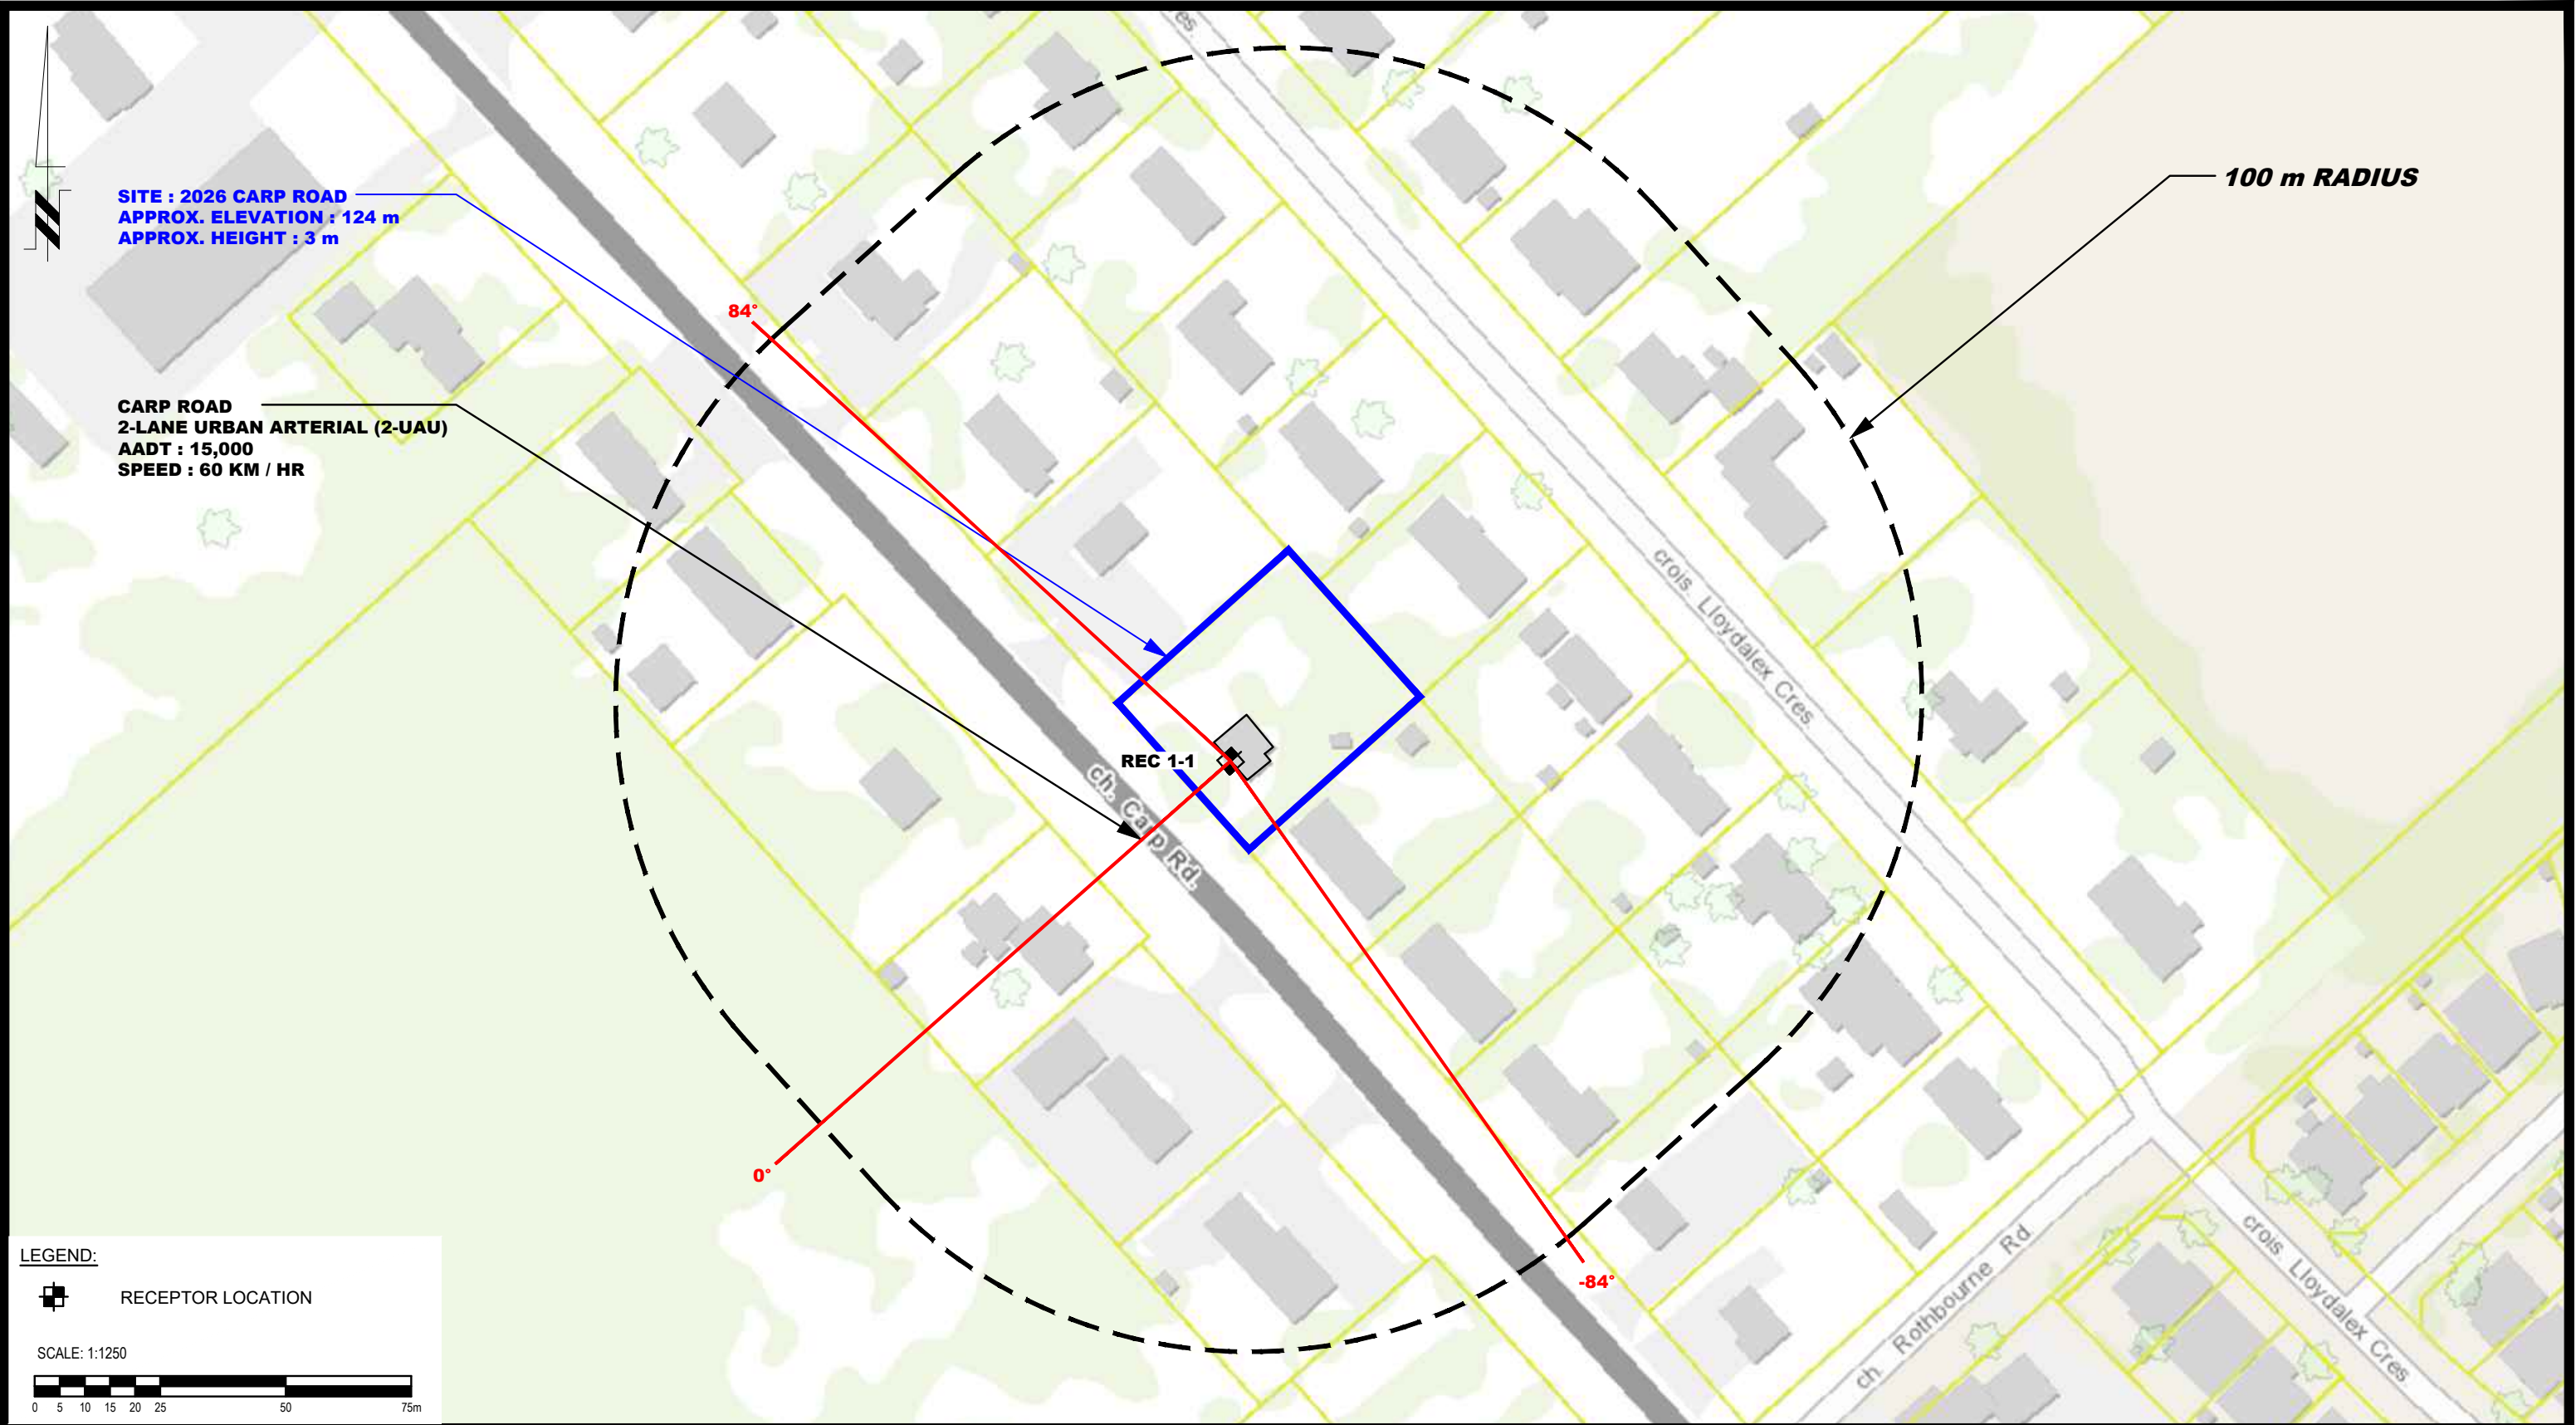 es.
100 m RADIUS
SITE : 2026 CARP ROAD
APPROX. ELEVATION : 124 m
APPROX. HEIGHT : 3 m
84°
CARP ROAD
2-LANE URBAN ARTERIAL (2-UAU)
AADT : 15,000
SPEED : 60 KM / HR
crois. Lloydalex Cres.
REC 1-1
ch. Carp Rd.
0°
-84°
ch. Rothbourne Rd
crois. Lloydalex Cres.
LEGEND:
RECEPTOR LOCATION
SCALE: 1:1250
0 5 10 15 20 25 50 75m